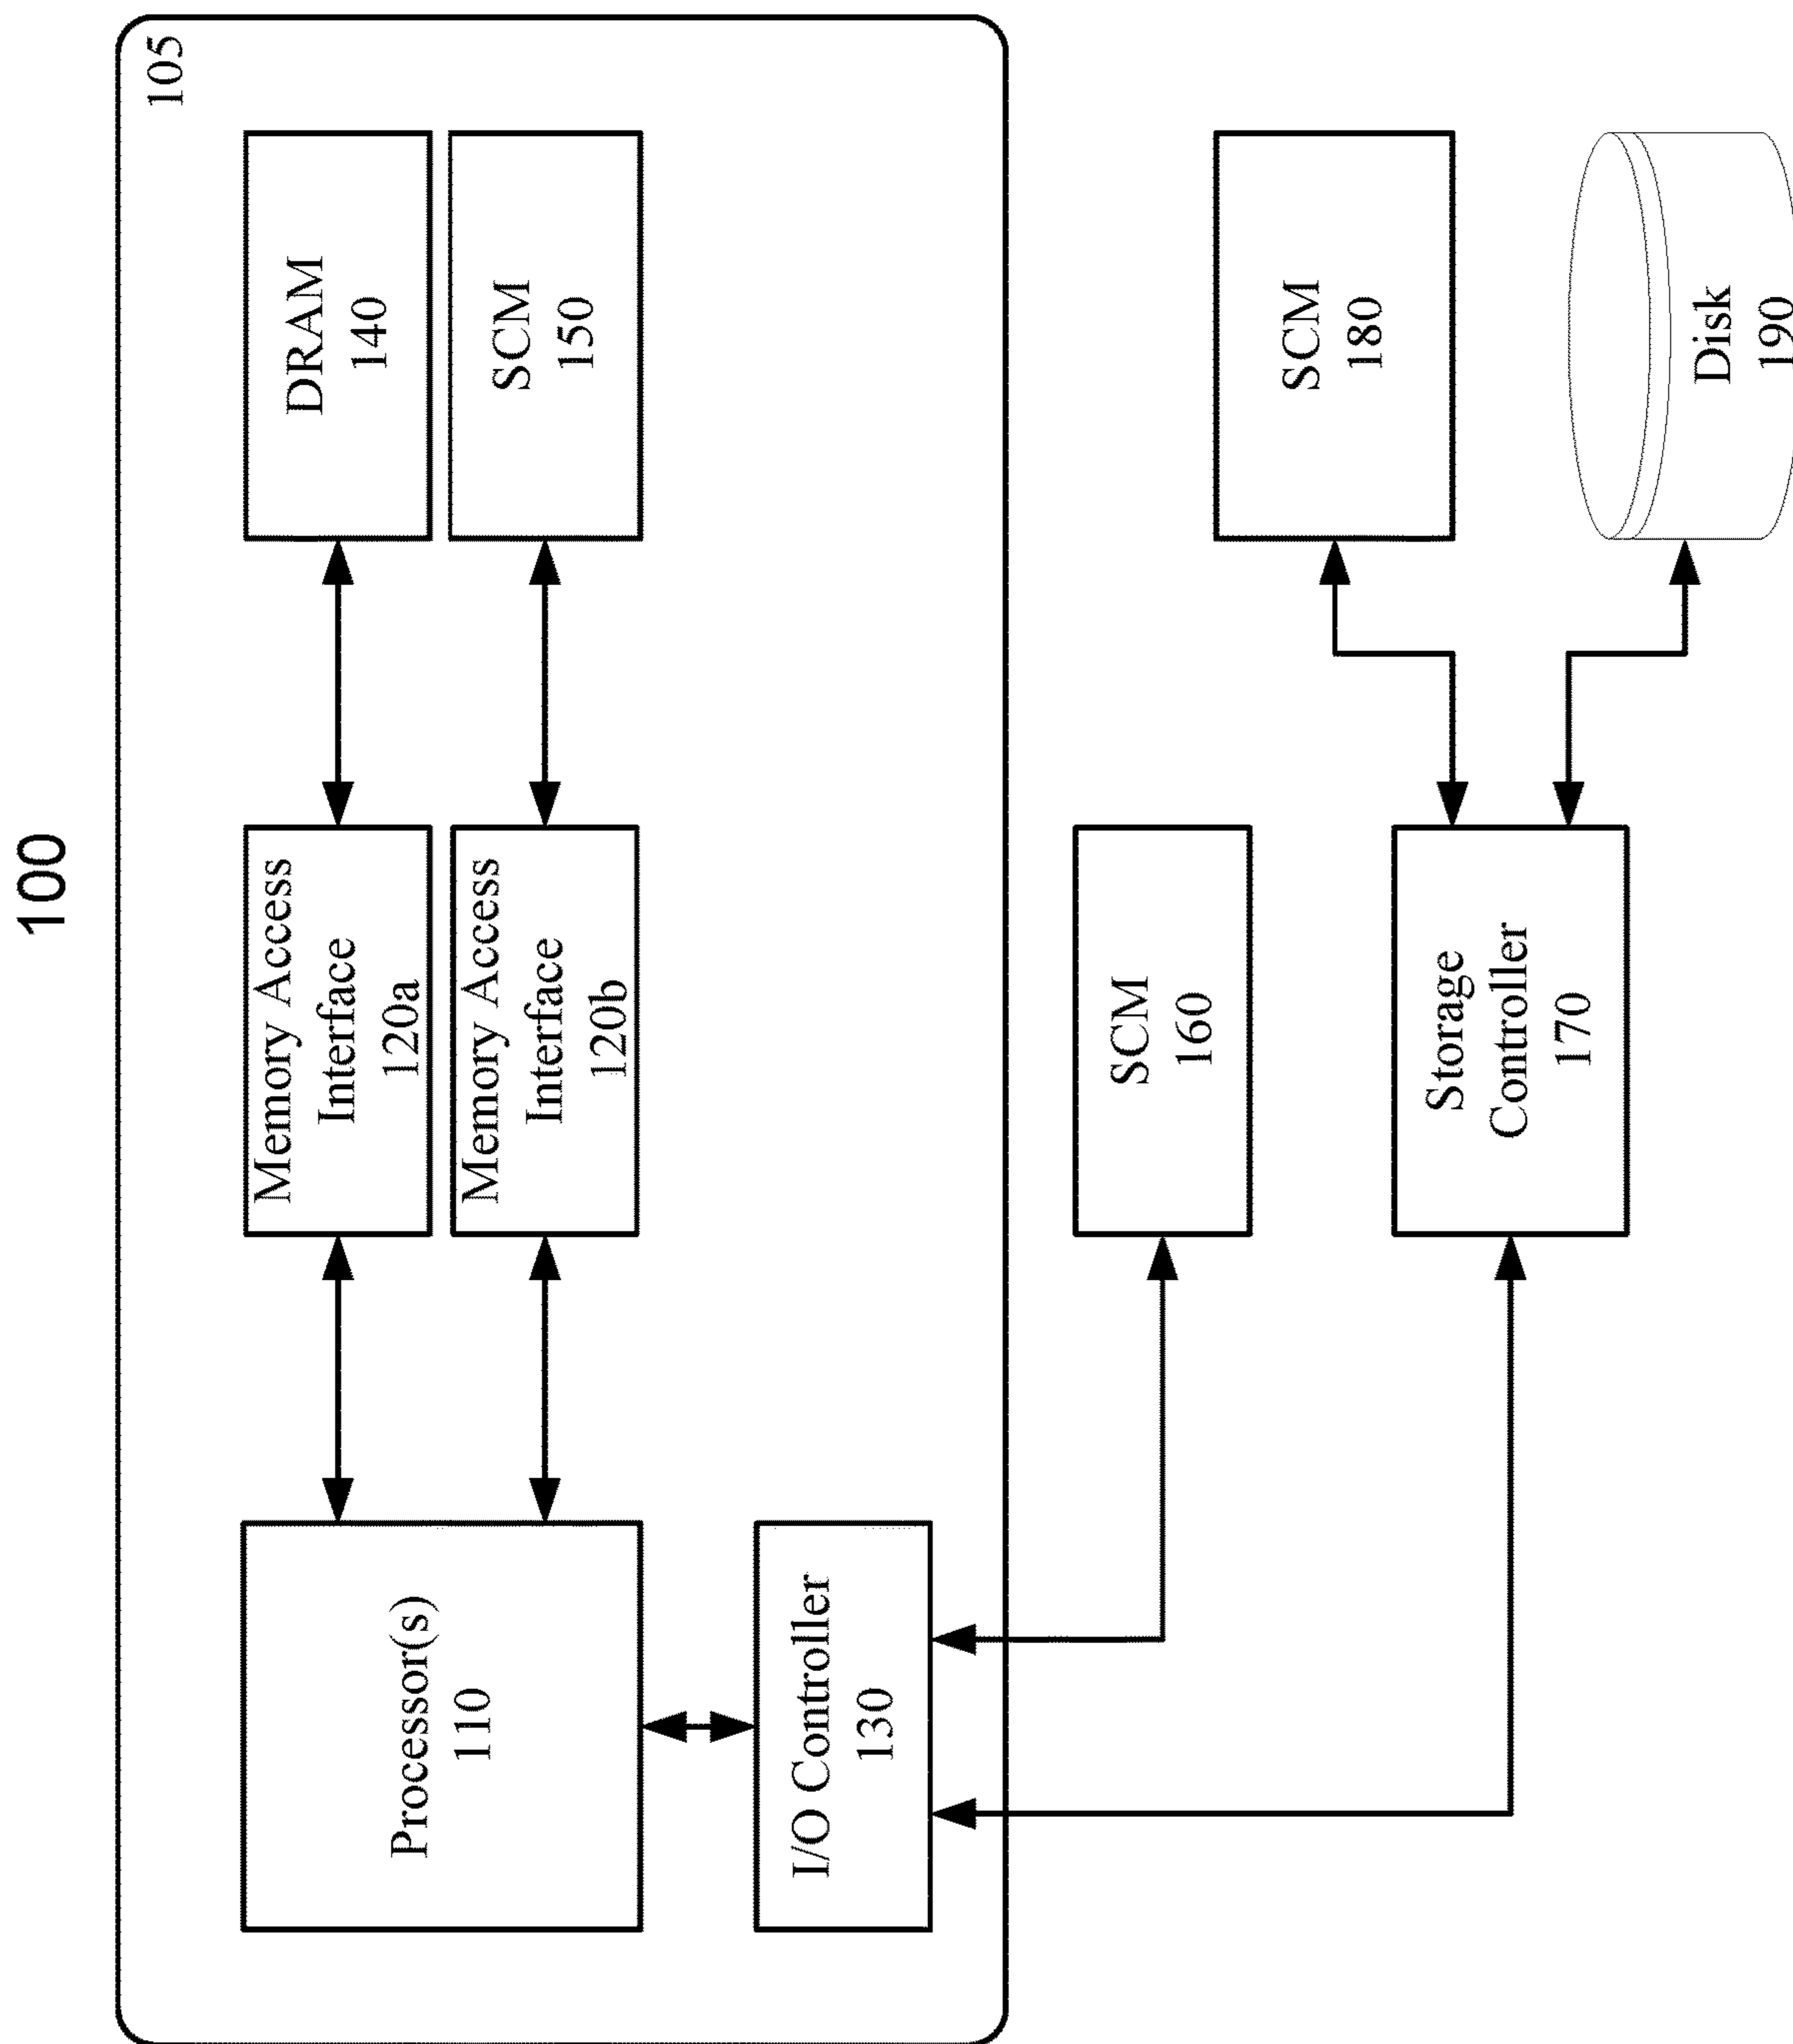 100
105
Processor(s)
110
Memory Access
Interface
120a
DRAM
140
Memory Access
Interface
120b
SCM
150
I/O Controller
130
SCM
160
Storage
Controller
170
SCM
180
Disk
190